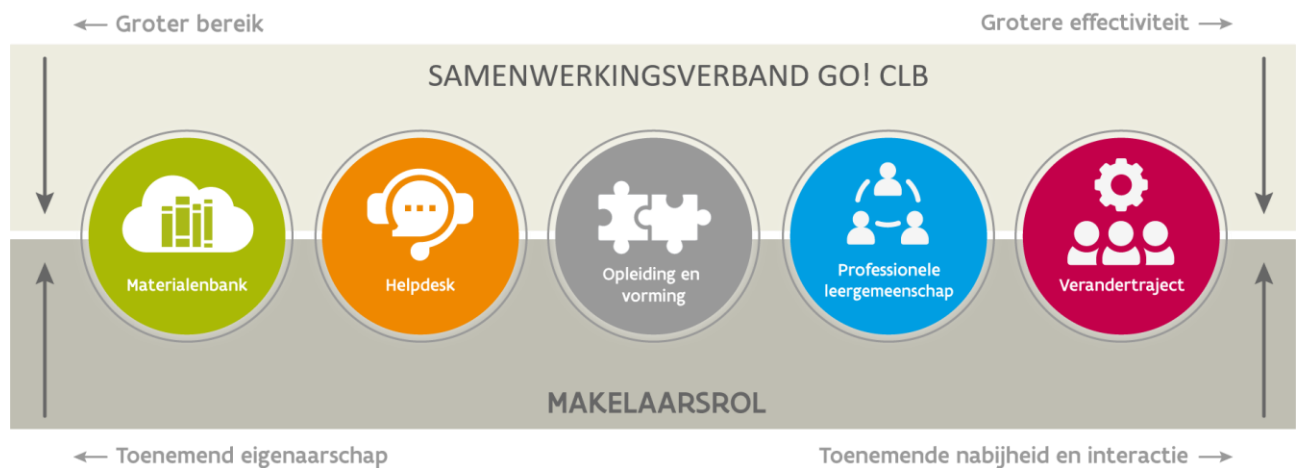 Groter bereik
Grotere effectiviteit
SAMENWERKINGSVERBAND GO! CLB
Materialenbank
Helpdesk
Opleiding en
vorming
Professionele
leergemeenschap
Verandertraject
MAKELAARSROL
Toenemend eigenaarschap
Toenemende nabijheid en interactie